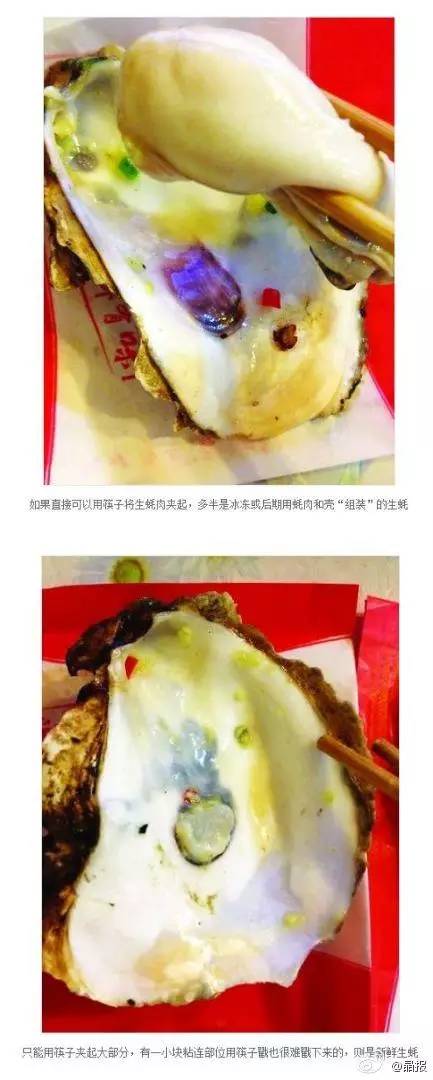 如果直接可以用筷子将生蚝肉夹起，多半是冰冻或后期用蚝肉和壳“组装”的生蚝
只能用筷子夹起大部分，有一小块粘连部位用筷子戳也很难戳下来的，则是新鲜生蚝
@晶报